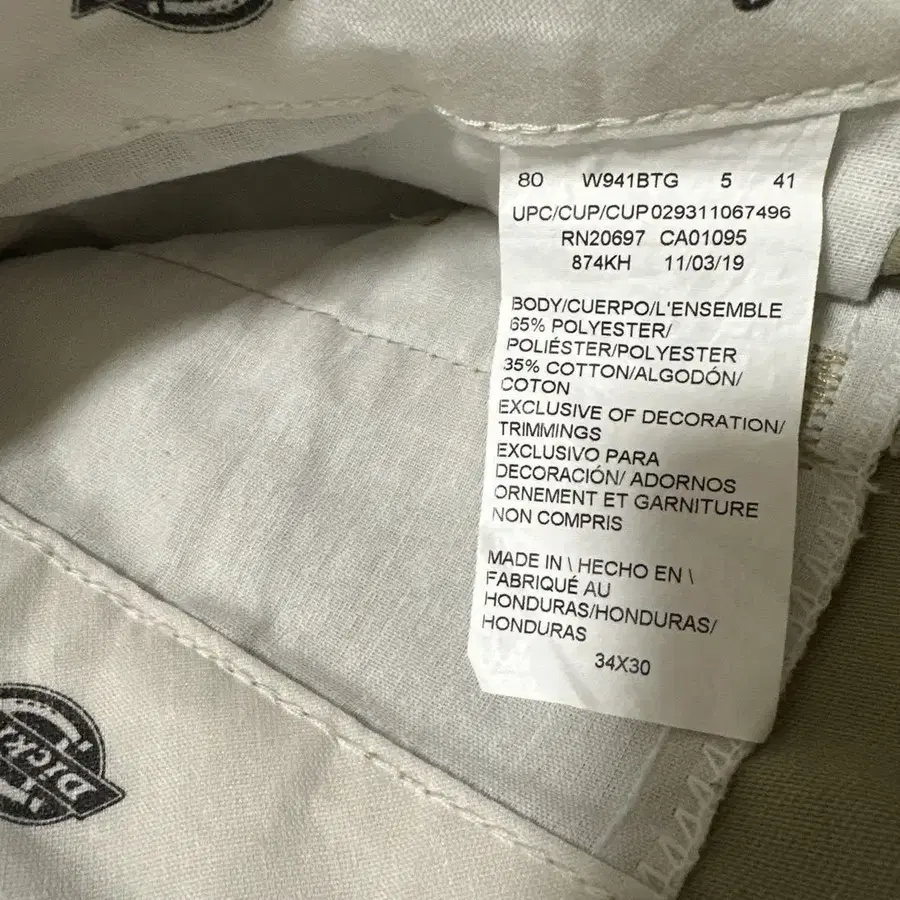 80 W941BTG 5 41
UPC/CUP/CUP 029311067496
RN20697 CA01095
874KH 11/03/19
BODY/CUERPO/L'ENSEMBLE
65% POLYESTER/
POLIÉSTER/POLYESTER
35% COTTON/ALGODÓN/
COTON
EXCLUSIVE OF DECORATION/
TRIMMINGS
EXCLUSIVO PARA
DECORACIÓN/ ADORNOS
ORNEMENT ET GARNITURE
NON COMPRIS
MADE IN \ HECHO EN \
FABRIQUÉ AU
HONDURAS/HONDURAS/
HONDURAS
34X30